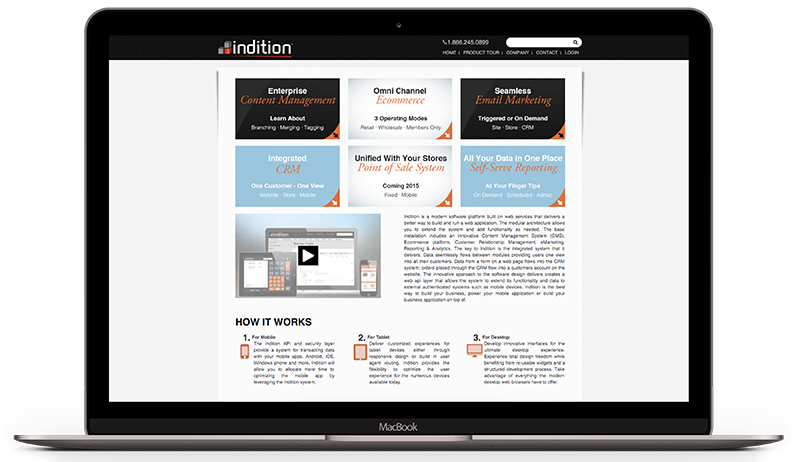 indition
1.866.245.0899
HOME | PRODUCT TOUR | COMPANY | CONTACT | LOGIN
Enterprise
Content Management
Learn About
Branching · Merging · Tagging
Omni Channel
Ecommerce
3 Operating Modes
Retail · Wholesale · Members Only
Seamless
Email Marketing
Triggered or On Demand
Site · Store · CRM
Integrated
CRM
One Customer - One View
Website · Store · Mobile
Unified With Your Stores
Point of Sale System
Coming 2015
Fixed · Mobile
All Your Data In One Place
Self-Serve Reporting
At Your Finger Tips
On Demand · Scheduled · Adhoc
indition
Indition is a modern software platform built on web services that delivers a
better way to build and run a web application. The modular architecture allows
you to extend the system and add functionality as needed. The base
installation includes an innovative Content Management System (CMS),
Ecommerce platform, Customer Relationship Management, eMarketing,
Reporting & Analytics. The key to Indition is the integrated system that it
delivers. Data seamlessly flows between modules providing users one view
into all their customers. Data from a form on a web page flows into the CRM
system; orders placed through the CRM flow into a customers account on the
website. The innovative approach to the software design delivers creates a
web api layer that allows the system to extend its functionality and data to
external authenticated systems such as mobile devices. Indition is the best
way to build your business, power your mobile application or build your
business application on top of.
HOW IT WORKS
1. For Mobile
The Indition API and security layer
provide a system for transacting data
with your mobile apps. Android, iOS,
Windows phone and more, Indition will
allow you to allocate more time to
optimizing the mobile app by
leveraging the Indition system.
2. For Tablet
Deliver customized experiences for
tablet devices either through
responsive design or build in user
agent routing. Indition provides the
flexibility to optimize the user
experience for the numerous devices
available today.
3. For Desktop
Develop innovative interfaces for the
ultimate desktop experience.
Experience total design freedom while
benefiting from re-usable widgets and a
structured development process. Take
advantage of everything the modern
desktop web browsers have to offer.
MacBook